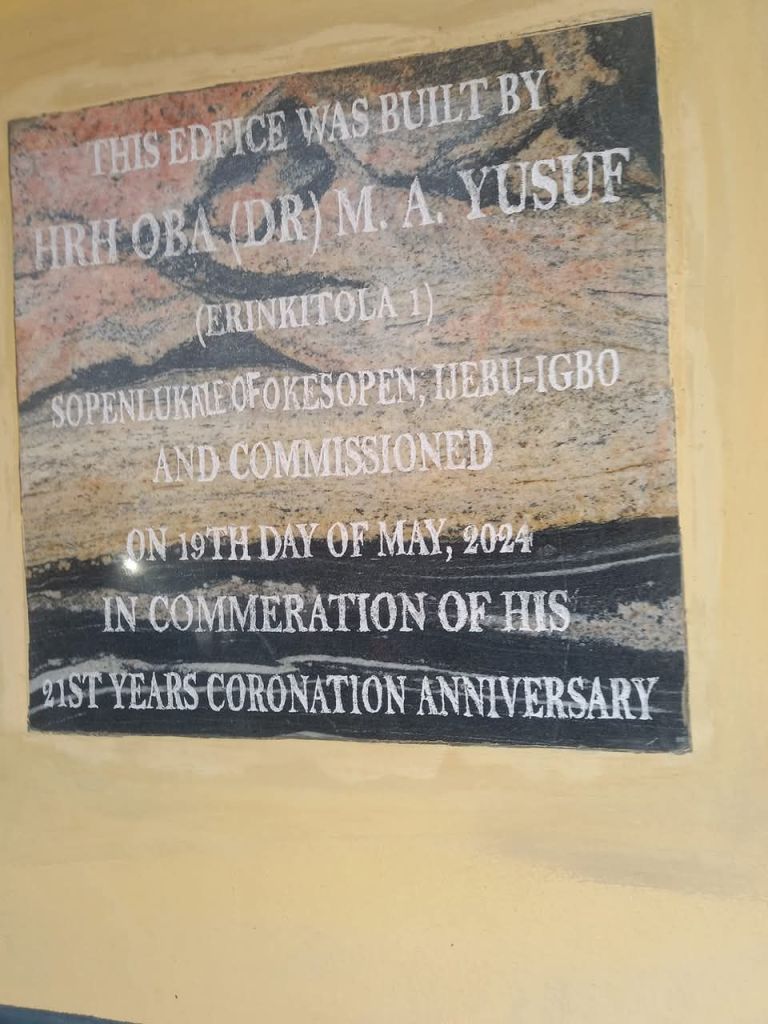 THIS EDFICE WAS BUILT BY
HRH OBA (DR) M. A. YUSUF
(ERINKITOLA 1)
SOPENLUKALE OF OKESOPEN, IJEBU-IGBO
AND COMMISSIONED
ON 19TH DAY OF MAY, 2024
IN COMMERATION OF HIS
21ST YEARS CORONATION ANNIVERSARY